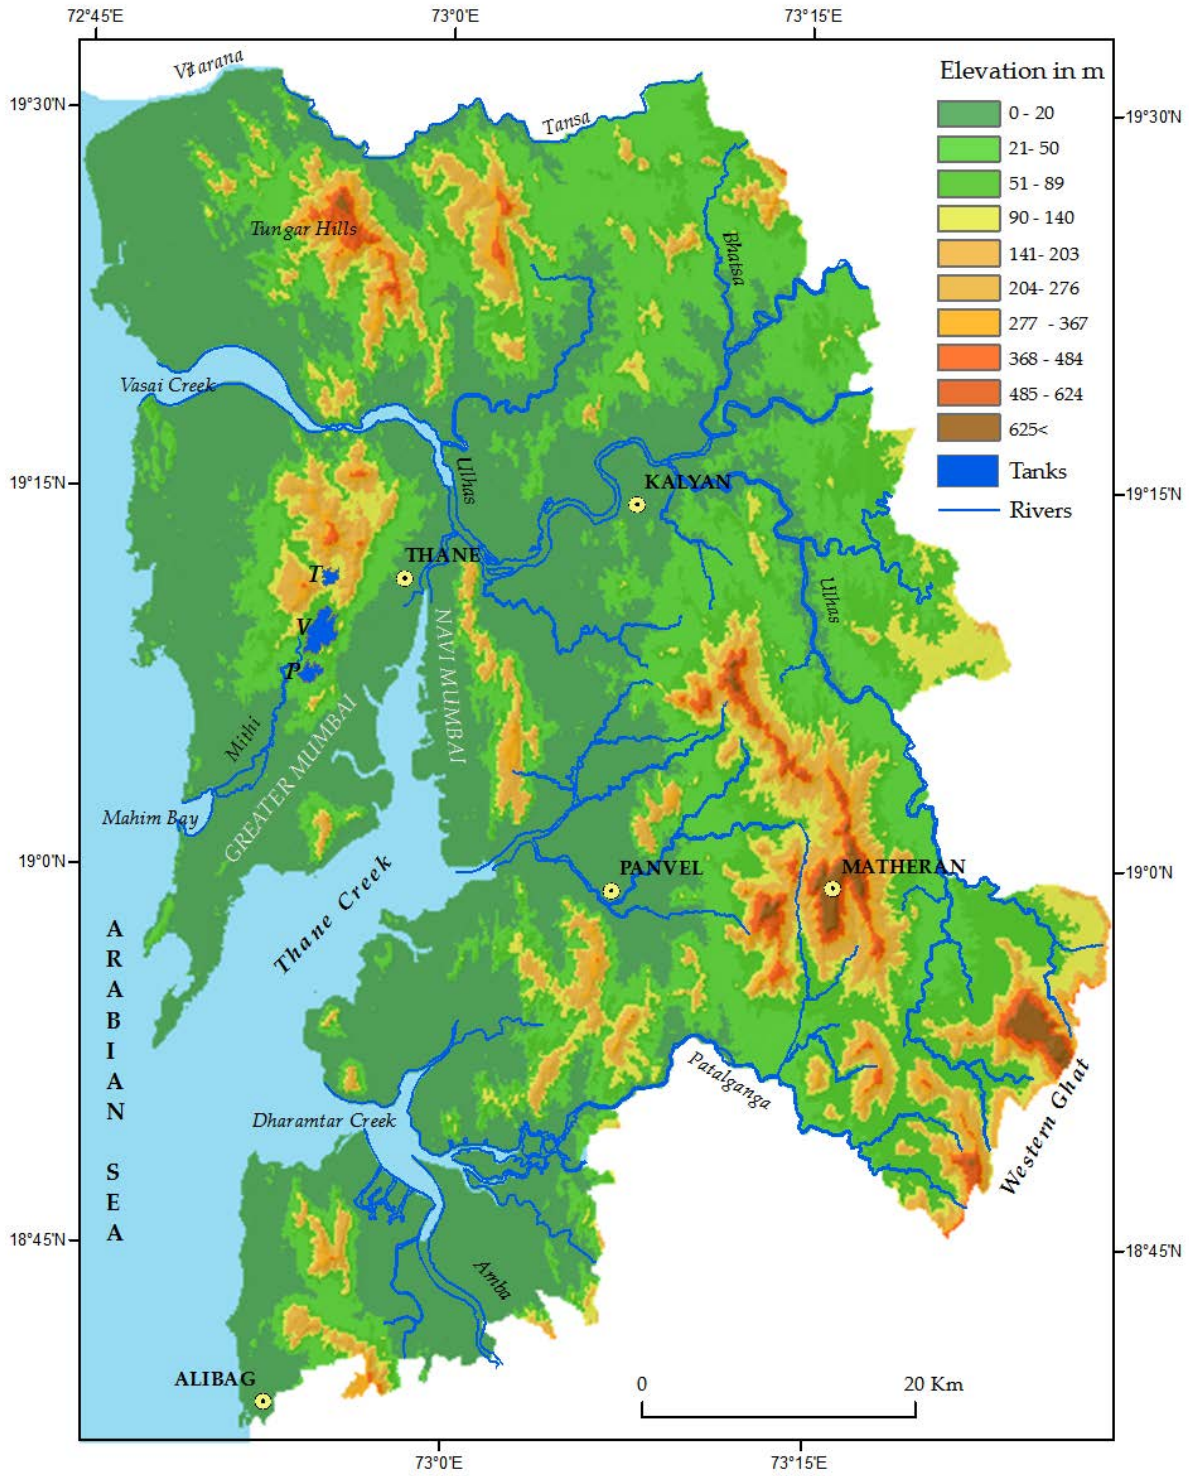 72°45'E 73°0'E 73°15'E
Vitarana
Elevation in m
19°30'N
19°30'N
Tansa
0 - 20
21- 50
51 - 89
90 - 140
141- 203
204- 276
277 - 367
368 - 484
485 - 624
625<
Tanks
Rivers
Tungar Hills
Bhatsa
Vasai Creek
Ulhas
19°15'N
19°15'N
KALYAN
THANE
T
V
P
Ulhas
NAVI MUMBAI
Mithi
GREATER MUMBAI
Mahim Bay
19°0'N
19°0'N
PANVEL
MATHERAN
Thane Creek
ARABIAN SEA
Patalganga
Dharamtar Creek
Western Ghat
18°45'N
18°45'N
Amba
ALIBAG
0 20 Km
73°0'E 73°15'E